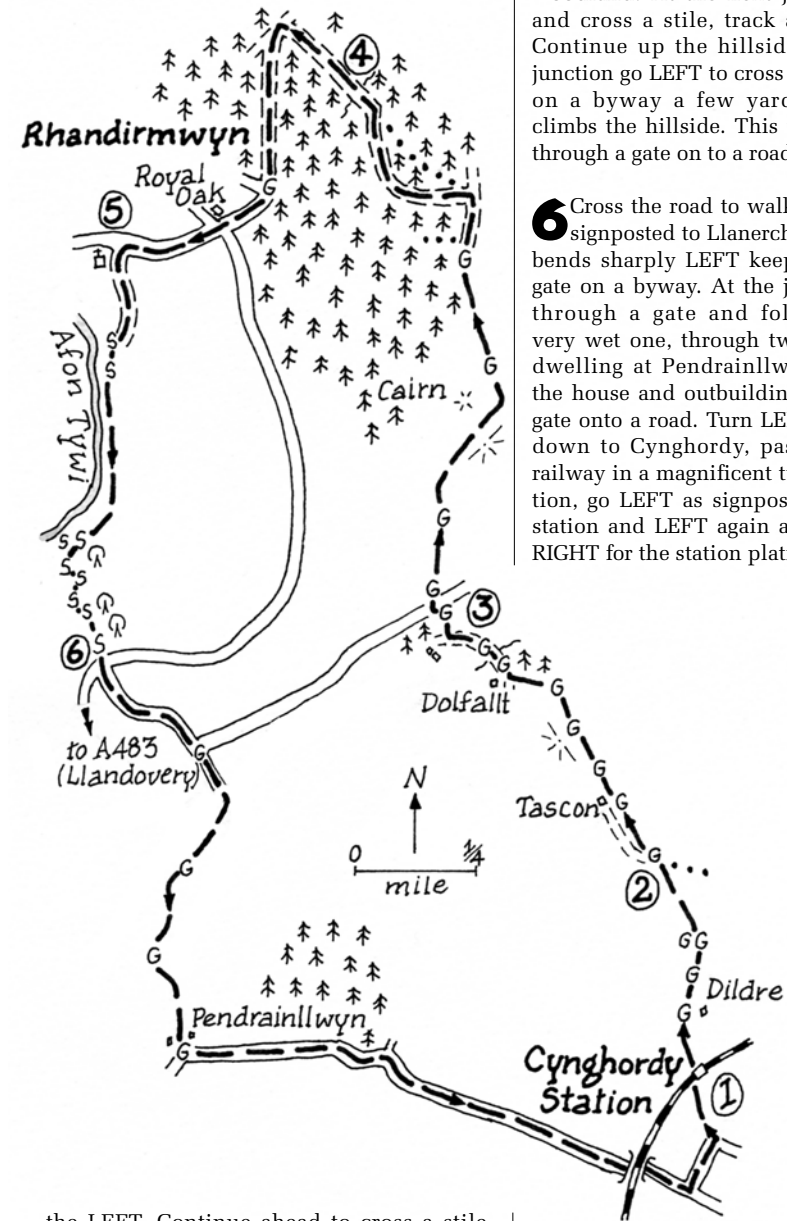 and cross a stile, track a
Continue up the hillsid
junction go LEFT to cross
on a byway a few yard
climbs the hillside. This
through a gate on to a road
6 Cross the road to walk
signposted to Llanerch
bends sharply LEFT keep
gate on a byway. At the j
through a gate and fol
very wet one, through tw
dwelling at Pendrainllw
the house and outbuildin
gate onto a road. Turn LE
down to Cynghordy, pas
railway in a magnificent t
tion, go LEFT as signpos
station and LEFT again a
RIGHT for the station plat
4
Rhandirmwyn
Royal
Oak
G
5
G
S
S
Afon Tywi
G
Cairn
G
S
S
S
S
S
S
G
G
3
6
S
G
G
Dolfallt
G
G
to A483
(Llandovery)
G
G
N
Tascon
G
0 1/4
mile
G
2
G
G
G G
G
Dildre
G
Pendrainllwyn
G
Cynghordy
Station
1
the LEFT. Continue ahead to cross a stile